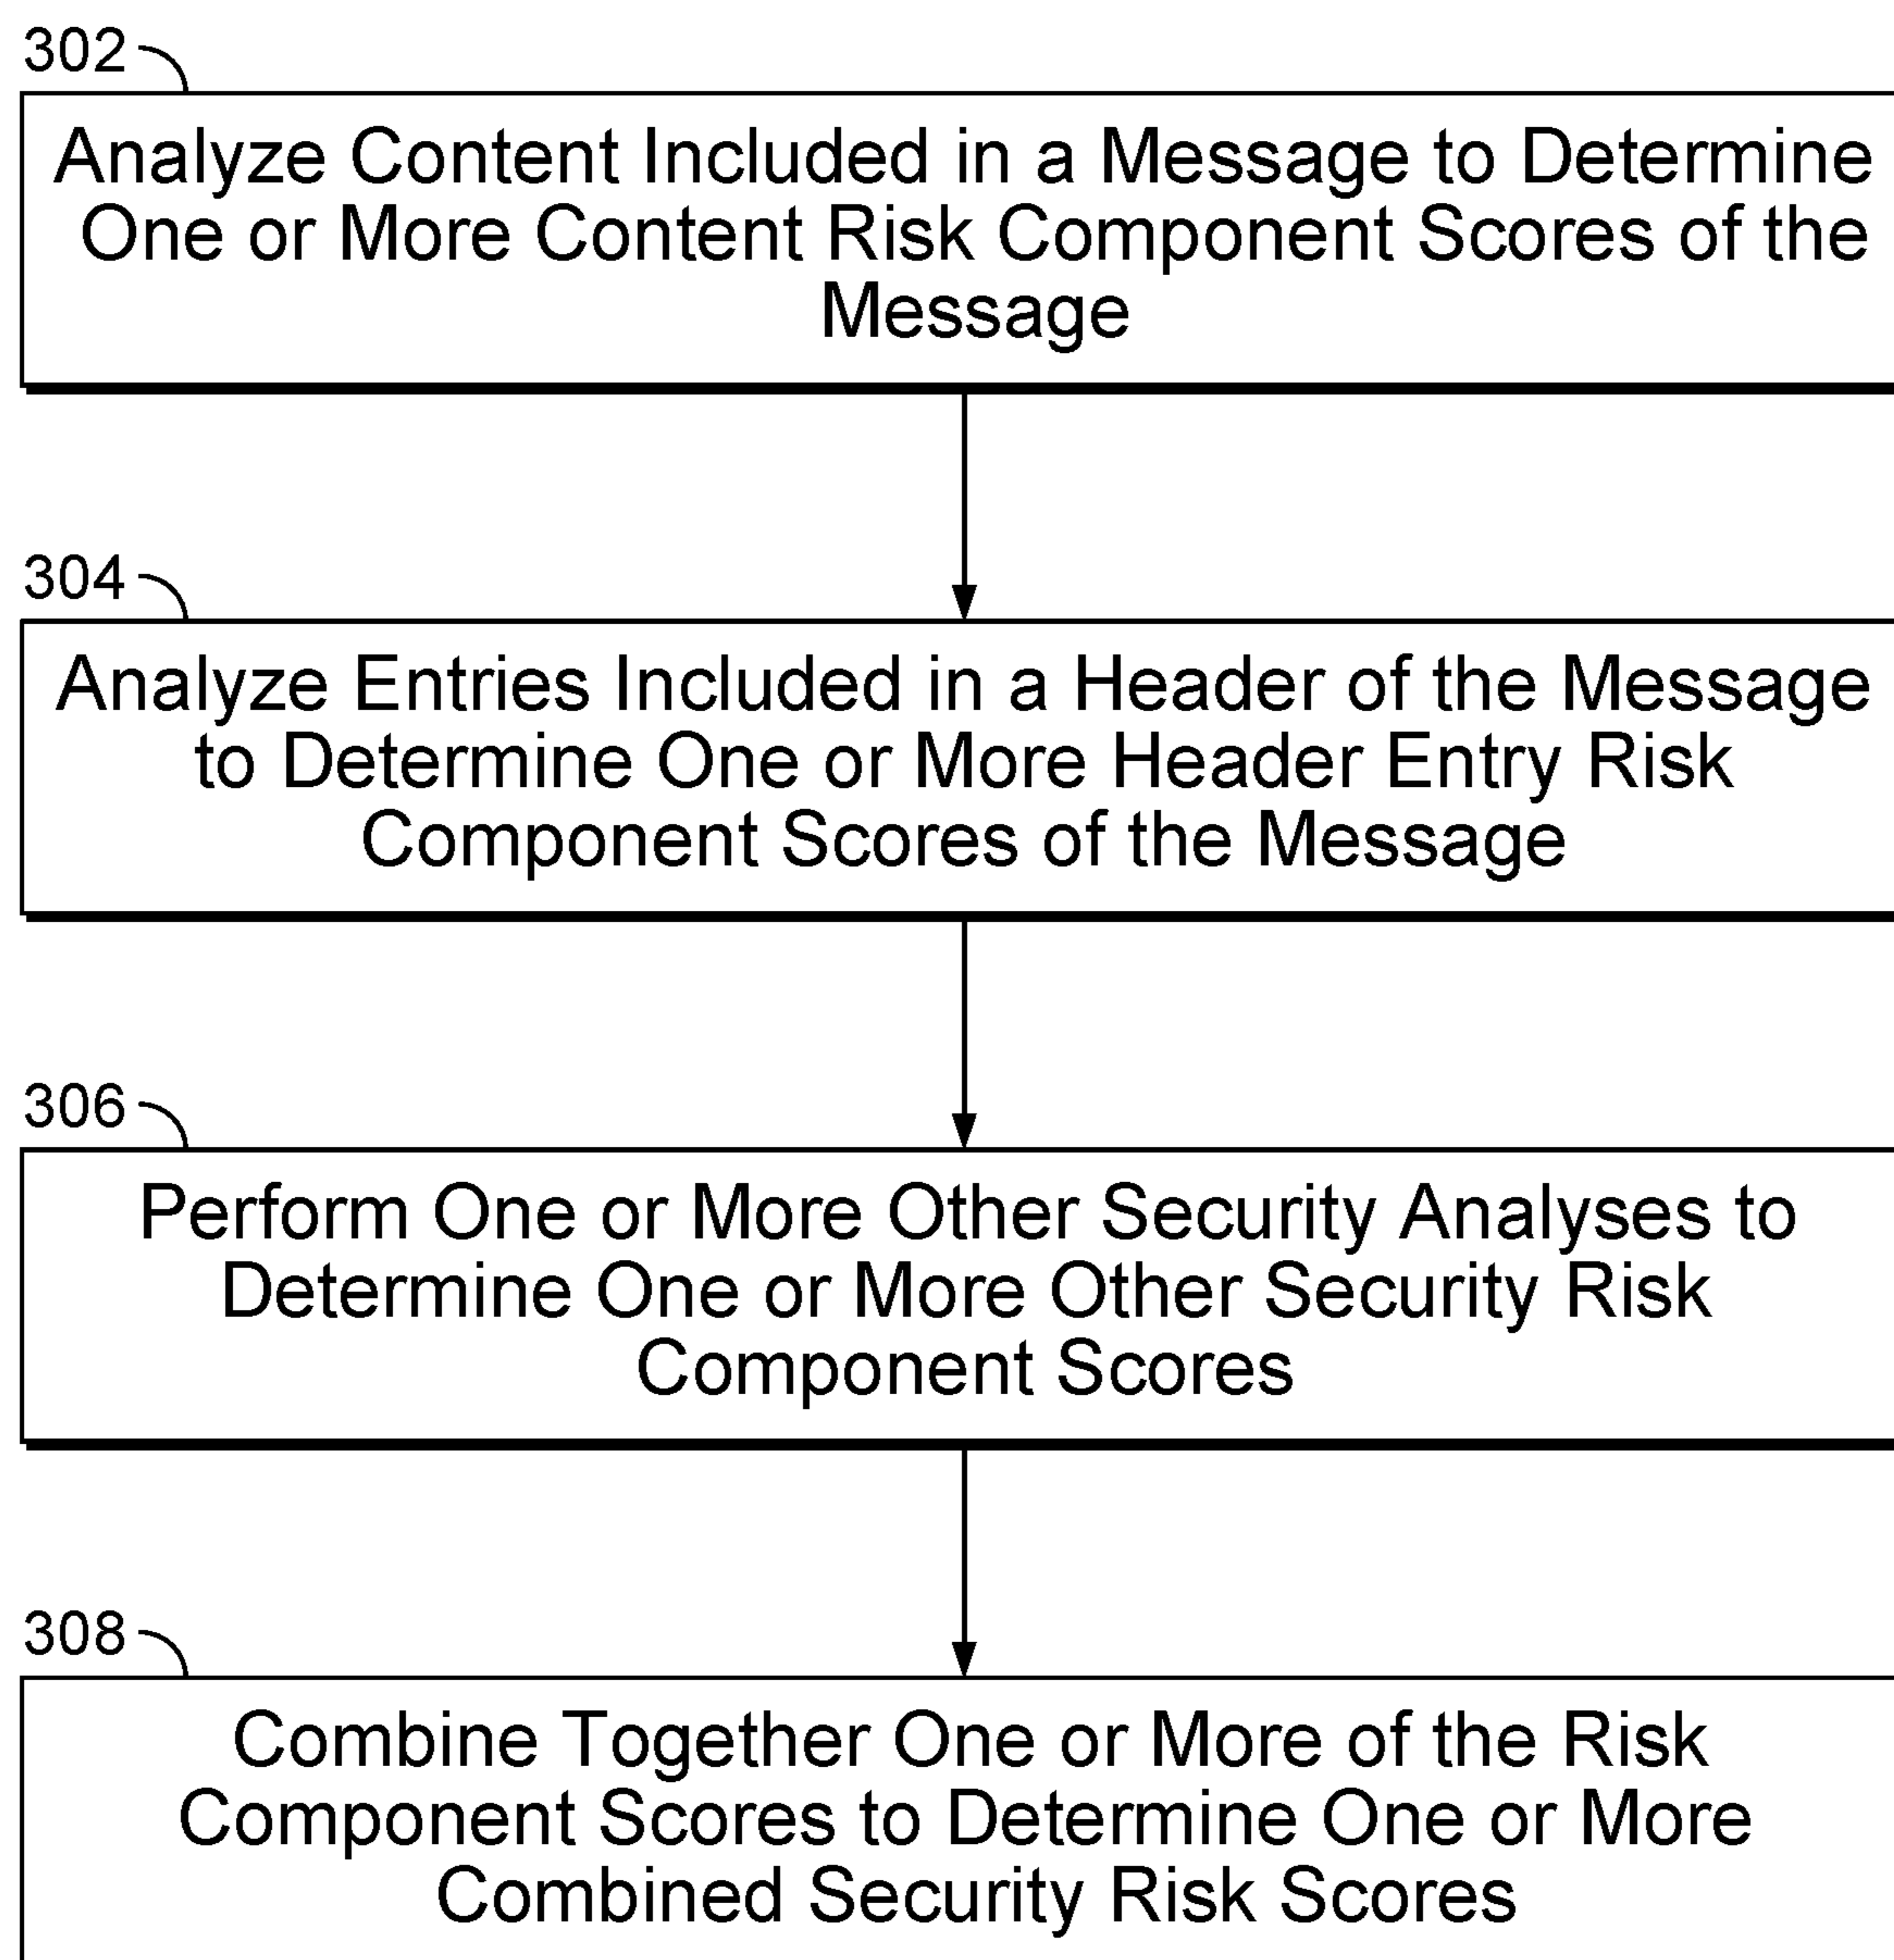 302
Analyze Content Included in a Message to Determine
One or More Content Risk Component Scores of the
Message
304
Analyze Entries Included in a Header of the Message
to Determine One or More Header Entry Risk
Component Scores of the Message
306
Perform One or More Other Security Analyses to
Determine One or More Other Security Risk
Component Scores
308
Combine Together One or More of the Risk
Component Scores to Determine One or More
Combined Security Risk Scores